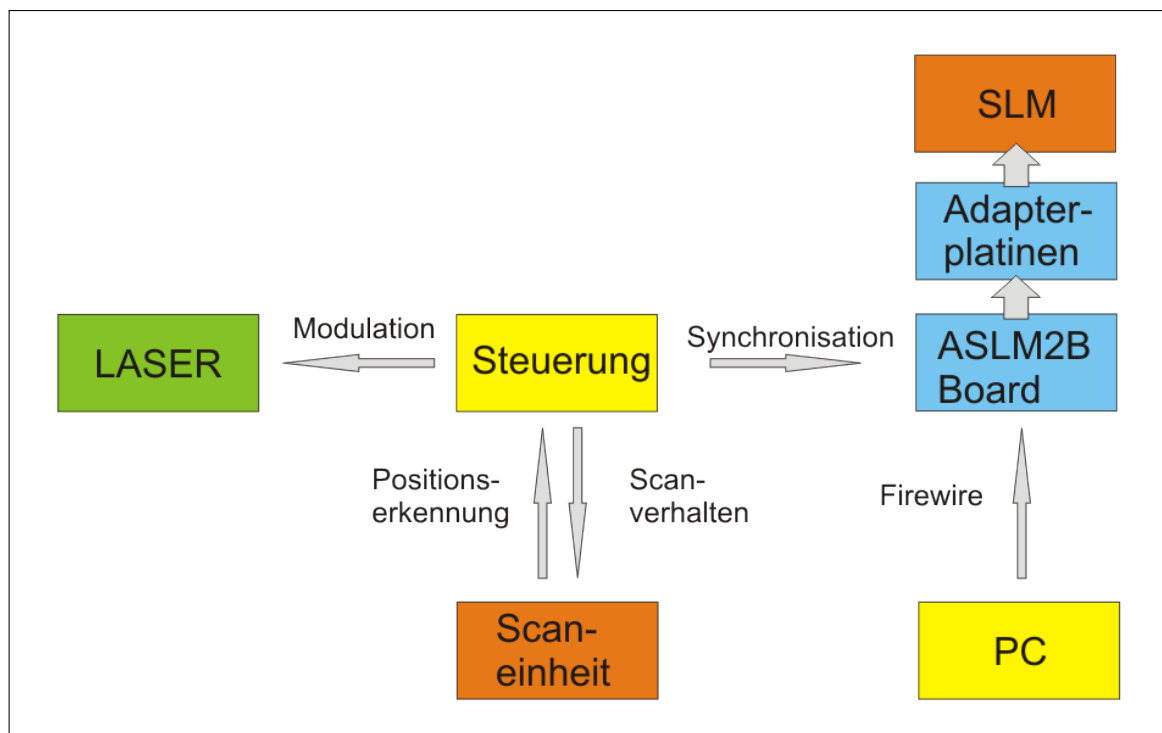 SLM
Adapter-
platinen
LASER
Modulation
Steuerung
Synchronisation
ASLM2B
Board
Positions-
erkennung
Scan-
verhalten
Firewire
Scan-
einheit
PC